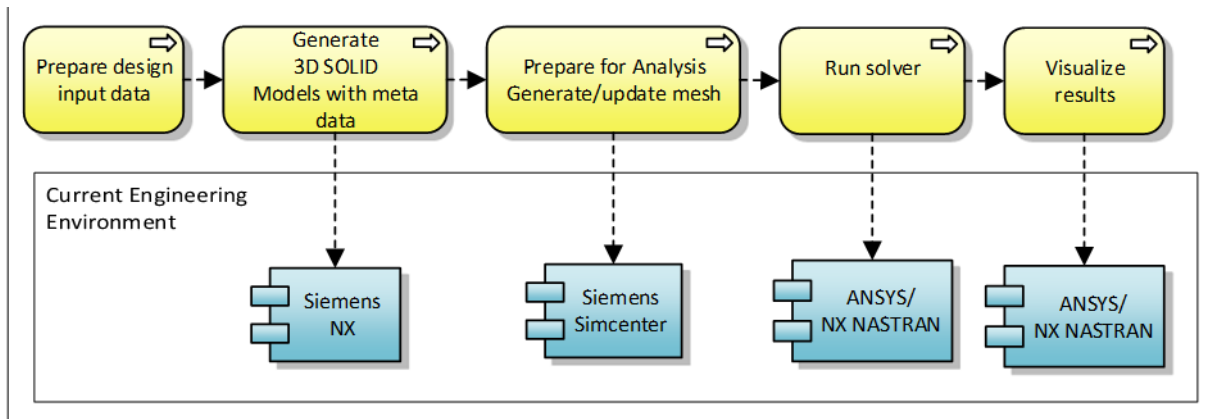 Prepare design
input data
Generate
3D SOLID
Models with meta
data
Prepare for Analysis
Generate/update mesh
Run solver
Visualize
results
Current Engineering
Environment
Siemens
NX
Siemens
Simcenter
ANSYS/
NX NASTRAN
ANSYS/
NX NASTRAN